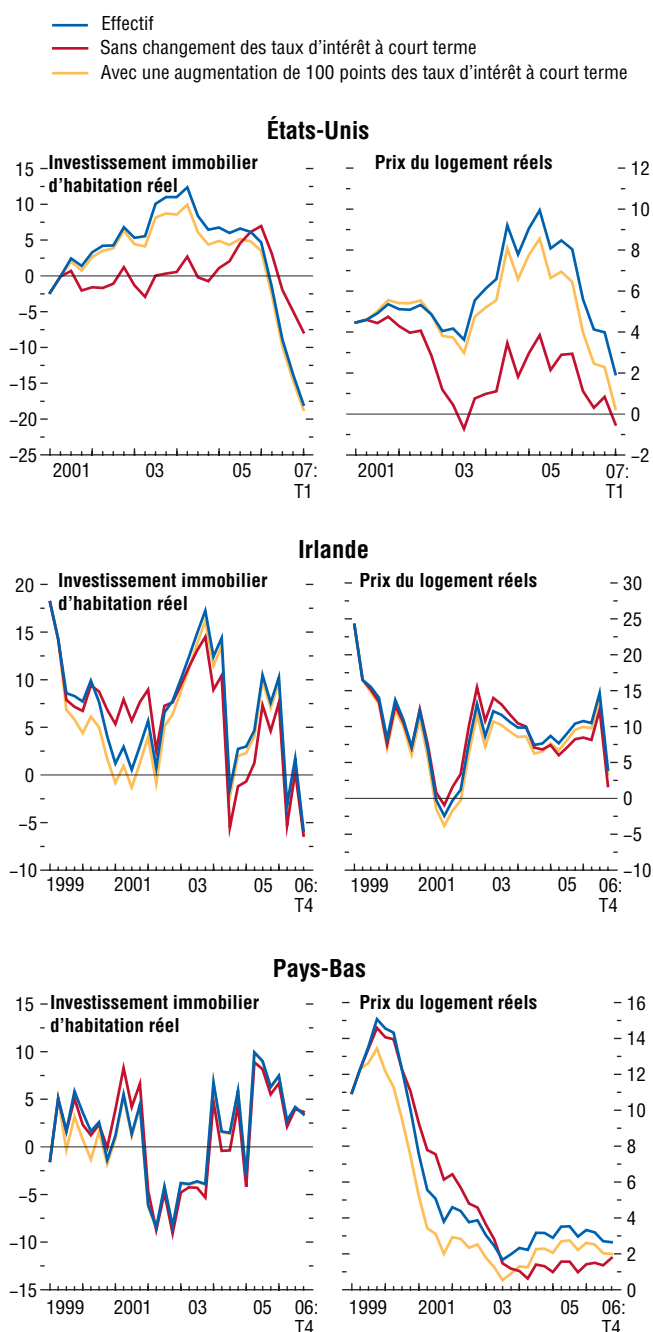 Effectif
Sans changement des taux d'intérêt à court terme
Avec une augmentation de 100 points des taux d'intérêt à court terme
États-Unis
Investissement immobilier
d'habitation réel
15
10
5
0
–5
–10
–15
–20
–25
2001 03 05 07:
T1
Prix du logement réels
12
10
8
6
4
2
0
–2
2001 03 05 07:
T1
Irlande
Investissement immobilier
d'habitation réel
20
15
10
5
0
–5
–10
1999 2001 03 05 06:
T4
Prix du logement réels
30
25
20
15
10
5
0
–5
–10
1999 2001 03 05 06:
T4
Pays-Bas
Investissement immobilier
d'habitation réel
15
10
5
0
–5
–10
–15
1999 2001 03 05 06:
T4
Prix du logement réels
16
14
12
10
8
6
4
2
0
1999 2001 03 05 06:
T4